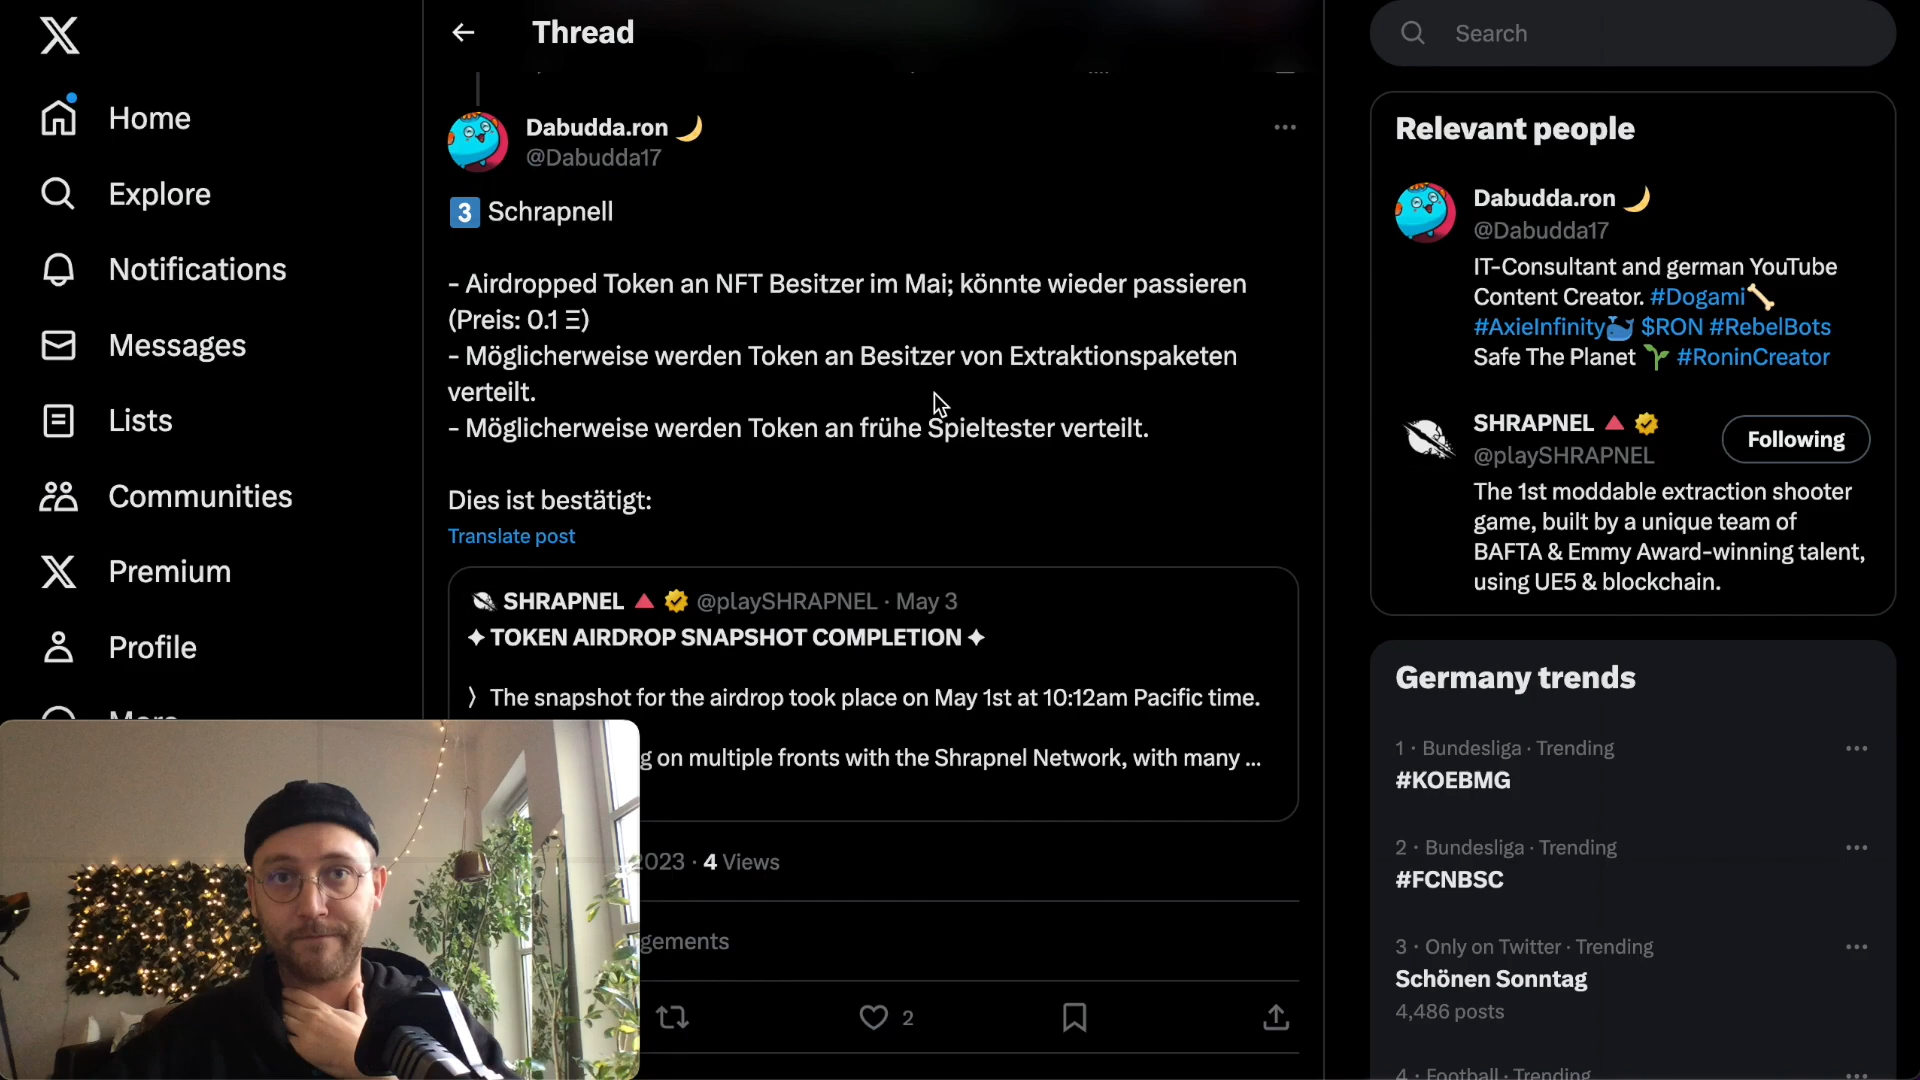 Home
Explore
Notifications
Messages
Lists
Communities
Premium
Profile
Thread
Dabudda.ron 🌙
@Dabudda17
3️⃣ Schrapnell
- Airdropped Token an NFT Besitzer im Mai; könnte wieder passieren
(Preis: 0.1 Ξ)
- Möglicherweise werden Token an Besitzer von Extraktionspaketen
verteilt.
- Möglicherweise werden Token an frühe Spieltester verteilt.
Dies ist bestätigt:
Translate post
SHRAPNEL 🔺 @playSHRAPNEL · May 3
✦ TOKEN AIRDROP SNAPSHOT COMPLETION ✦
〉 The snapshot for the airdrop took place on May 1st at 10:12am Pacific time.
g on multiple fronts with the Shrapnel Network, with many ...
2023 · 4 Views
gements
2
Search
Relevant people
Dabudda.ron 🌙
@Dabudda17
IT-Consultant and german YouTube
Content Creator. #Dogami🦴
#AxieInfinity🐳 $RON #RebelBots
Safe The Planet 🌱 #RoninCreator
SHRAPNEL 🔺
@playSHRAPNEL
Following
The 1st moddable extraction shooter
game, built by a unique team of
BAFTA & Emmy Award-winning talent,
using UE5 & blockchain.
Germany trends
1 · Bundesliga · Trending
#KOEBMG
2 · Bundesliga · Trending
#FCNBSC
3 · Only on Twitter · Trending
Schönen Sonntag
4,486 posts
4 · Football · Trending